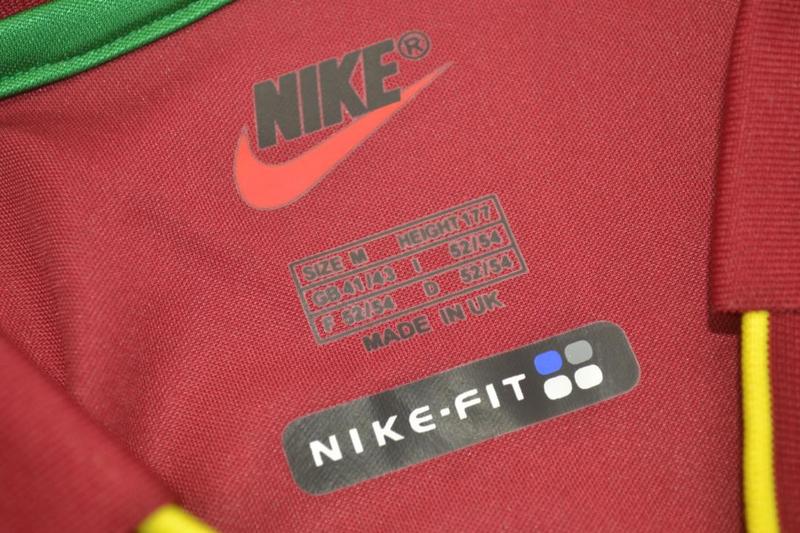 NIKE®
SIZE M HEIGHT 177
GB 41/43 I 52/54
F 52/54 D 52/54
MADE IN UK
NIKE-FIT